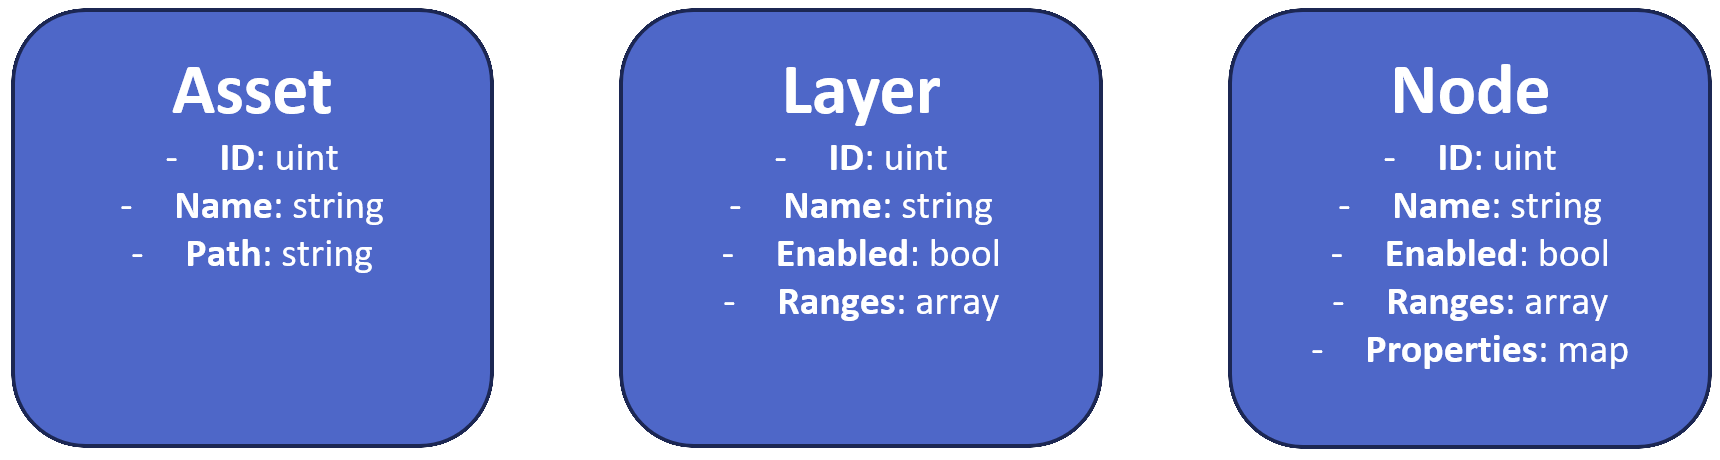 Asset
- ID: uint
- Name: string
- Path: string
Layer
- ID: uint
- Name: string
- Enabled: bool
- Ranges: array
Node
- ID: uint
- Name: string
- Enabled: bool
- Ranges: array
- Properties: map